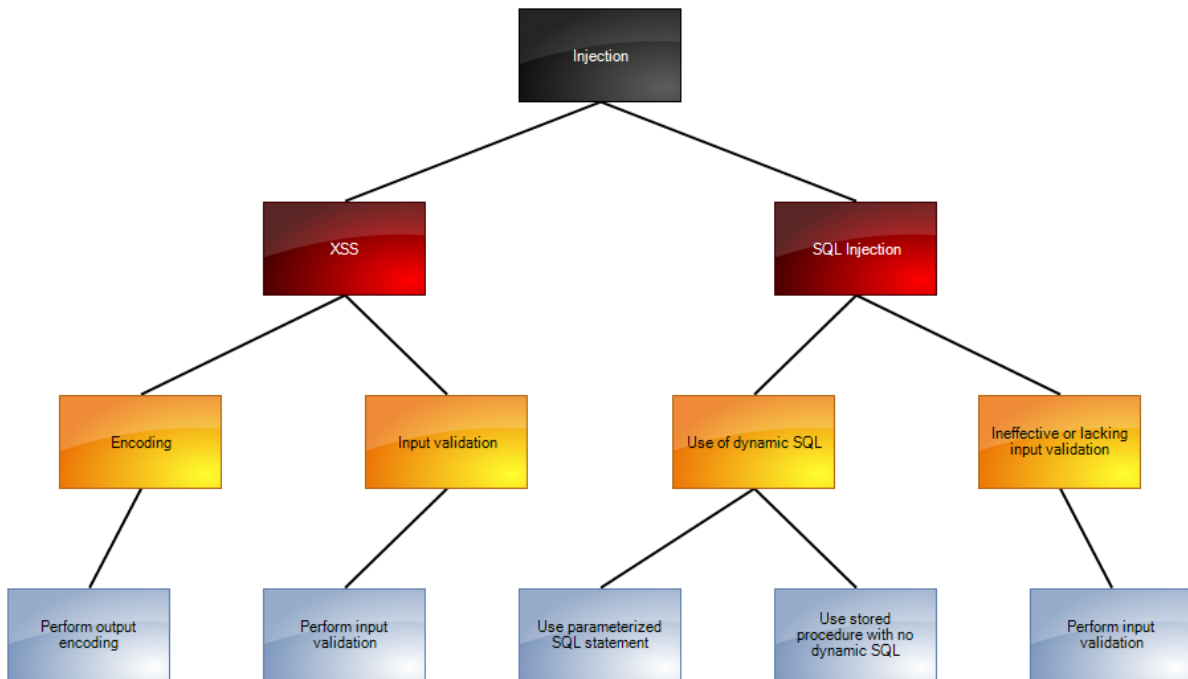 Injection
XSS
SQL Injection
Encoding
Input validation
Use of dynamic SQL
Ineffective or lacking
input validation
Perform output
encoding
Perform input
validation
Use parameterized
SQL statement
Use stored
procedure with no
dynamic SQL
Perform input
validation